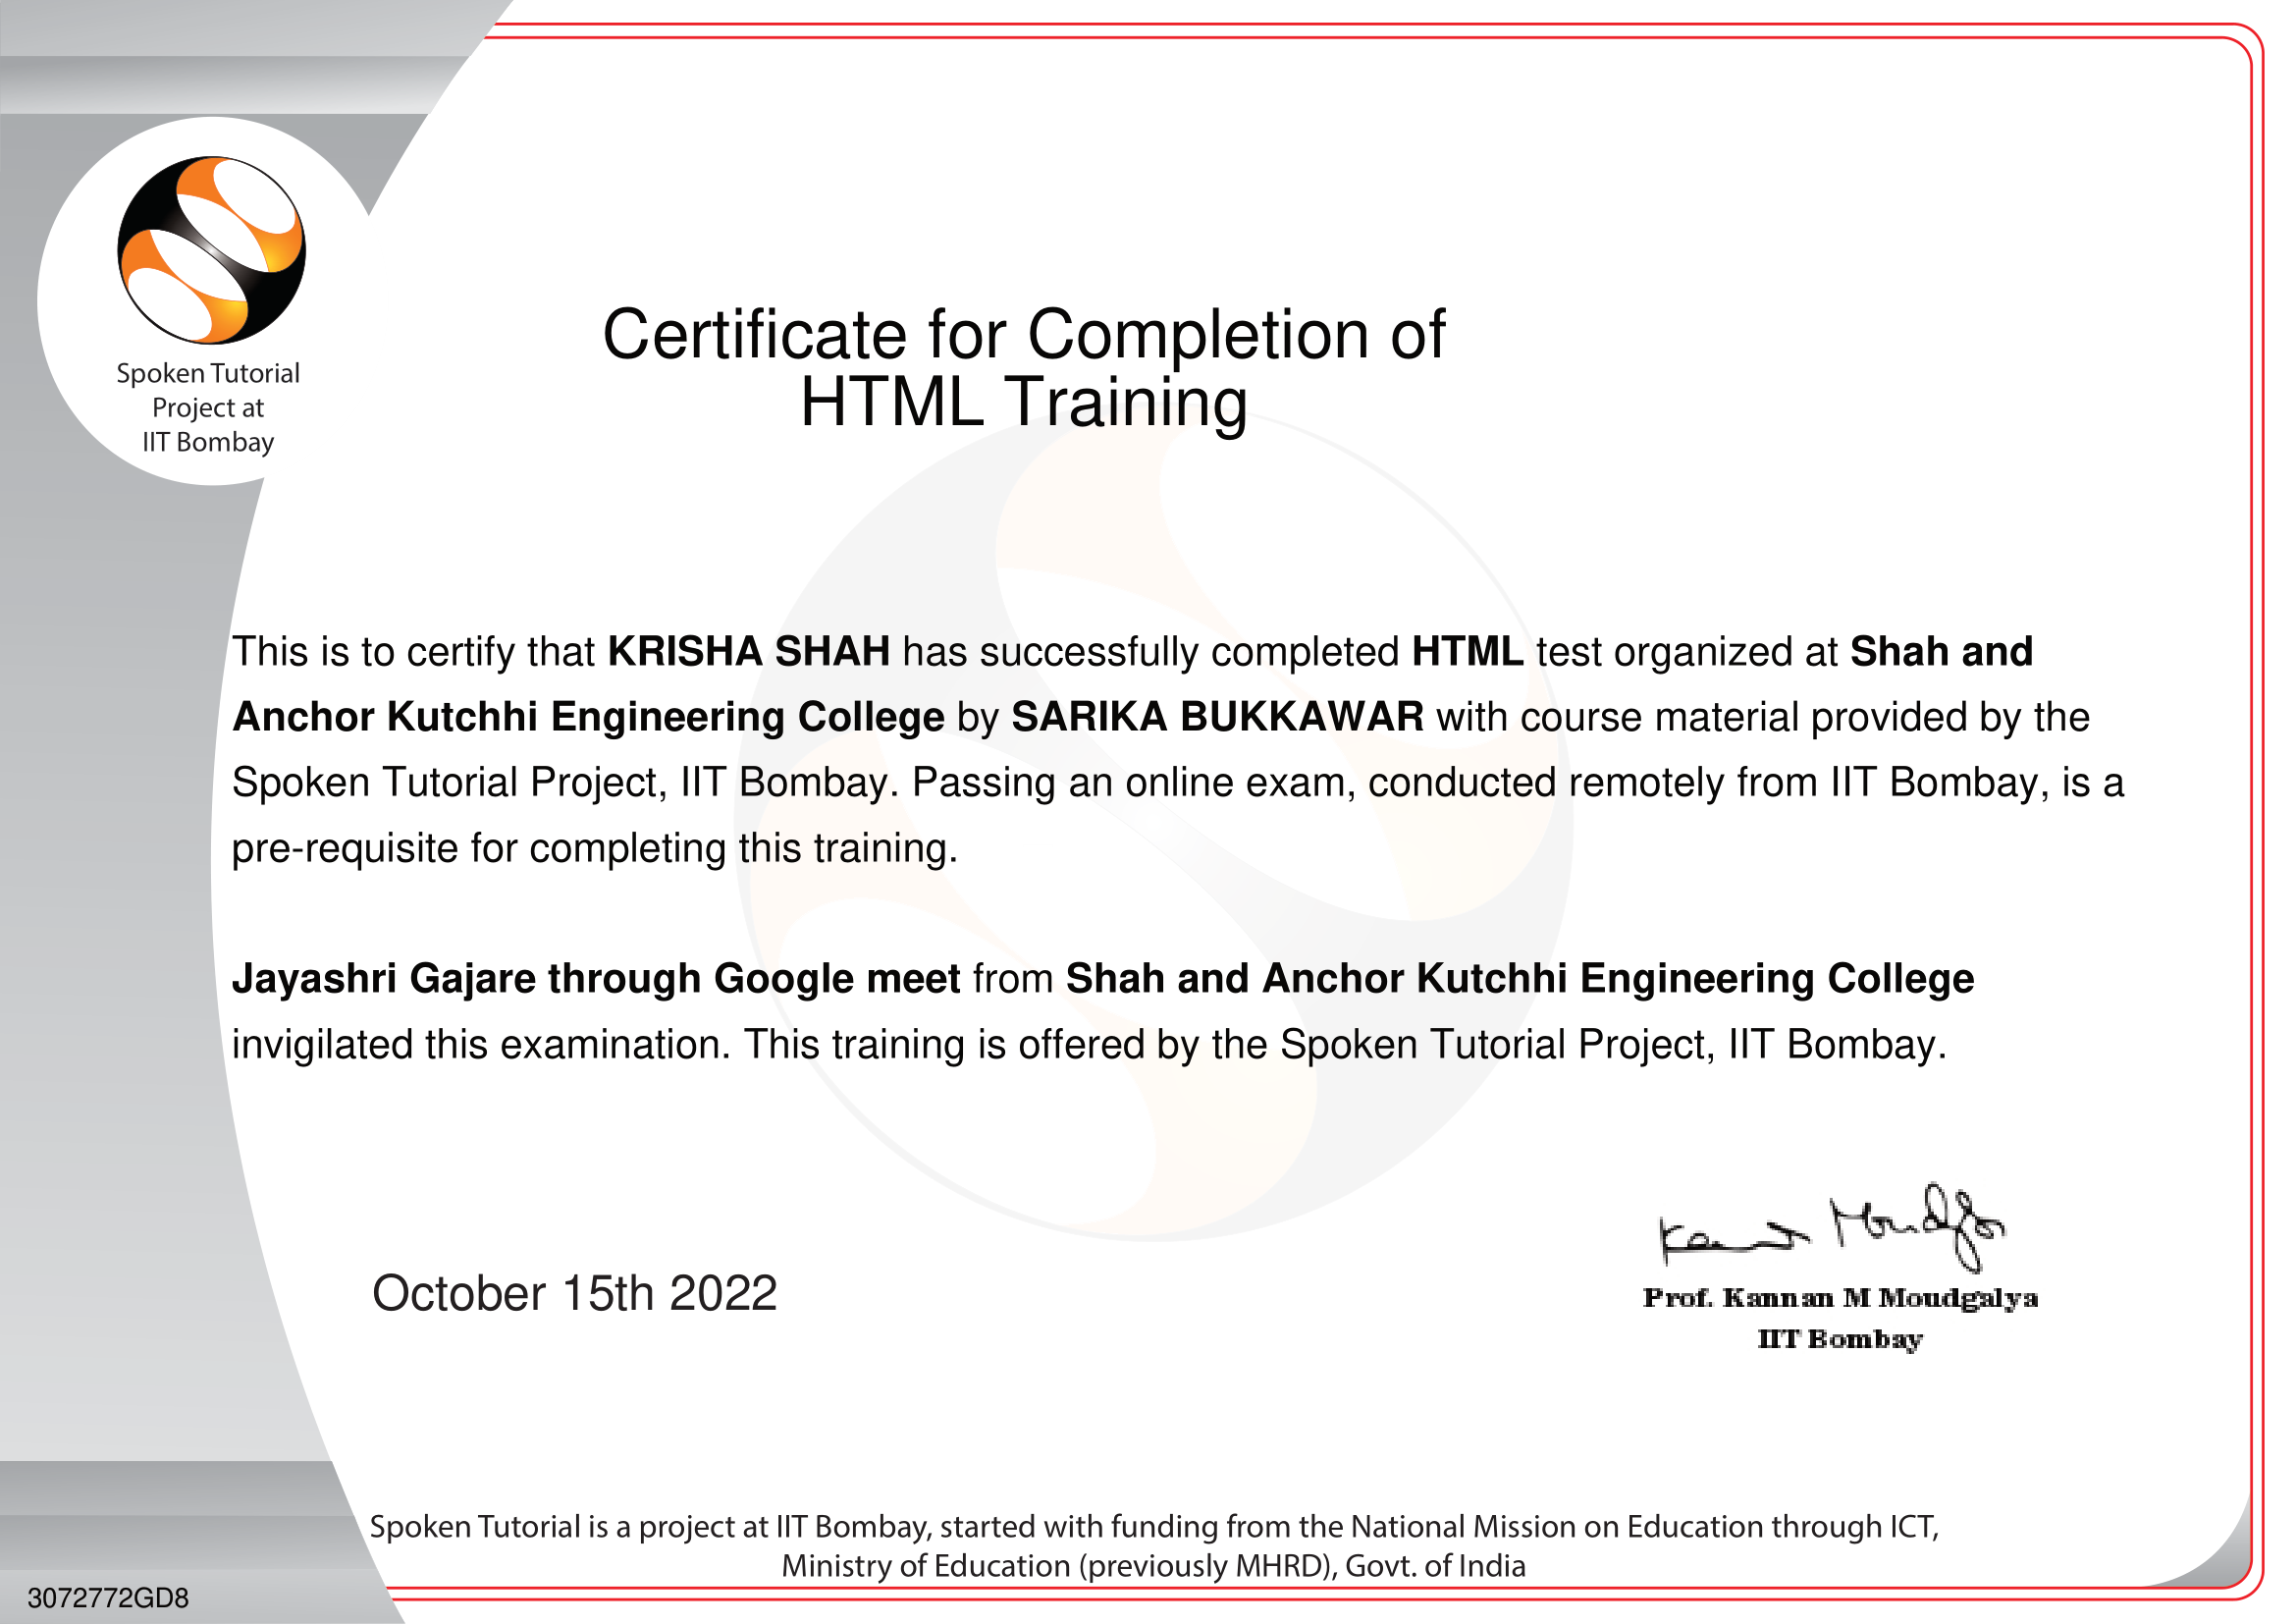 Spoken Tutorial
Project at
IIT Bombay
Certificate for Completion of
HTML Training
This is to certify that KRISHA SHAH has successfully completed HTML test organized at Shah and
Anchor Kutchhi Engineering College by SARIKA BUKKAWAR with course material provided by the
Spoken Tutorial Project, IIT Bombay. Passing an online exam, conducted remotely from IIT Bombay, is a
pre-requisite for completing this training.
Jayashri Gajare through Google meet from Shah and Anchor Kutchhi Engineering College
invigilated this examination. This training is offered by the Spoken Tutorial Project, IIT Bombay.
October 15th 2022
Prof. Kannan M Moudgalya
IIT Bombay
Spoken Tutorial is a project at IIT Bombay, started with funding from the National Mission on Education through ICT,
Ministry of Education (previously MHRD), Govt. of India
3072772GD8